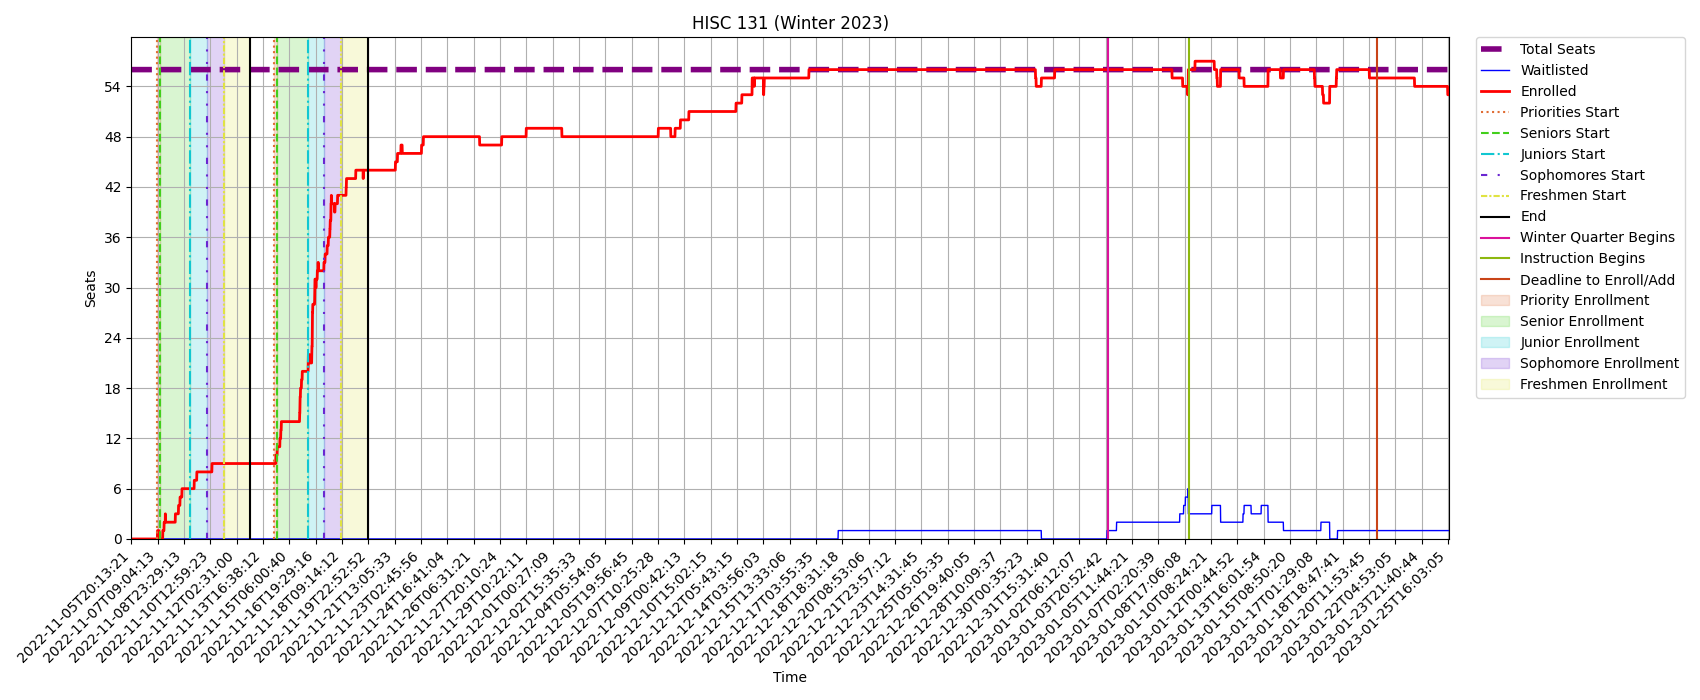 HISC 131 (Winter 2023)
Seats
54
48
42
36
30
24
18
12
6
0
2022-11-05T20:13:21
2022-11-07T09:04:13
2022-11-08T23:29:13
2022-11-10T12:59:23
2022-11-12T02:31:00
2022-11-13T16:38:12
2022-11-15T06:00:40
2022-11-16T19:29:16
2022-11-18T09:14:12
2022-11-19T22:52:52
2022-11-21T13:05:33
2022-11-23T02:45:56
2022-11-24T16:41:04
2022-11-26T06:31:21
2022-11-27T20:10:24
2022-11-29T10:22:11
2022-12-01T00:27:09
2022-12-02T15:35:33
2022-12-04T05:54:05
2022-12-05T19:56:45
2022-12-07T10:25:28
2022-12-09T00:42:13
2022-12-10T15:02:15
2022-12-12T05:43:15
2022-12-14T03:56:03
2022-12-15T13:33:06
2022-12-17T03:55:35
2022-12-18T18:31:18
2022-12-20T08:53:06
2022-12-21T23:57:12
2022-12-23T14:31:45
2022-12-25T05:05:35
2022-12-26T19:40:05
2022-12-28T10:09:37
2022-12-30T00:35:23
2022-12-31T15:31:40
2023-01-02T06:12:07
2023-01-03T20:52:42
2023-01-05T11:44:21
2023-01-07T02:20:39
2023-01-08T17:06:08
2023-01-10T08:24:21
2023-01-12T00:44:52
2023-01-13T16:01:54
2023-01-15T08:50:20
2023-01-17T01:29:08
2023-01-18T18:47:41
2023-01-20T11:53:45
2023-01-22T04:53:05
2023-01-23T21:40:44
2023-01-25T16:03:05
Time
Total Seats
Waitlisted
Enrolled
Priorities Start
Seniors Start
Juniors Start
Sophomores Start
Freshmen Start
End
Winter Quarter Begins
Instruction Begins
Deadline to Enroll/Add
Priority Enrollment
Senior Enrollment
Junior Enrollment
Sophomore Enrollment
Freshmen Enrollment